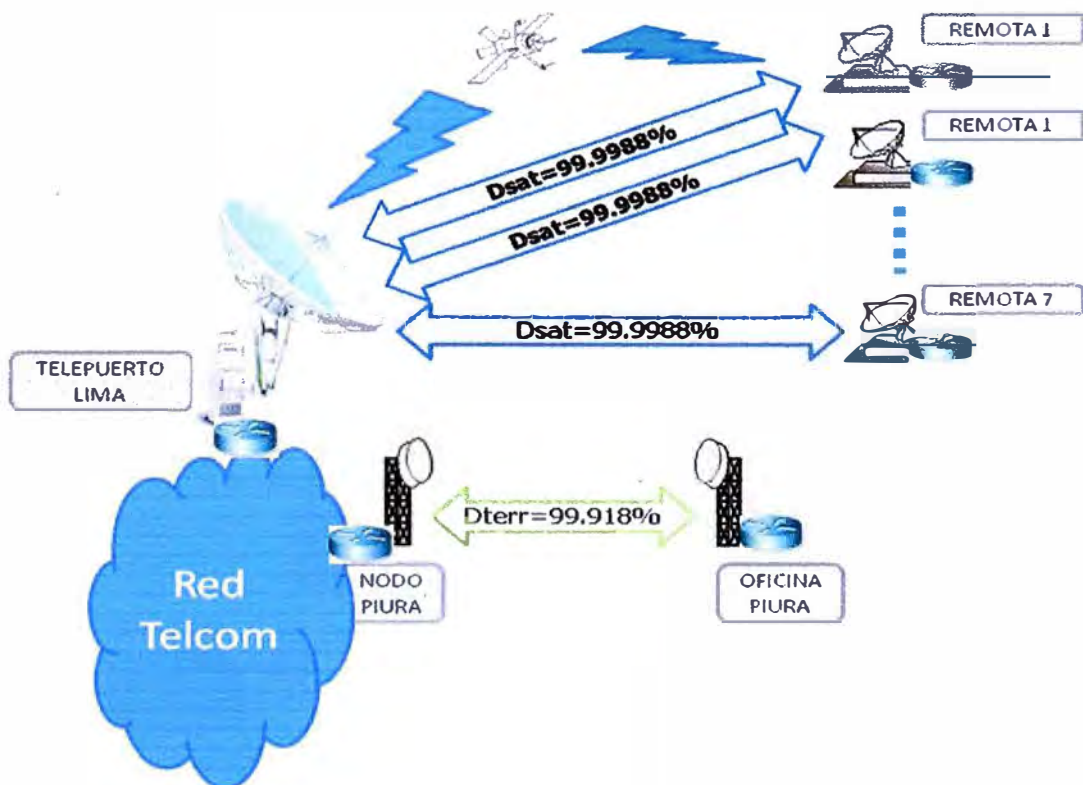 REMOTA 1
Dsat=99.9988%
REMOTA 1
Dsat=99.9988%
REMOTA 7
Dsat=99.9988%
TELEPUERTO
LIMA
Dterr=99.918%
NODO
PIURA
OFICINA
PIURA
Red
Telcom